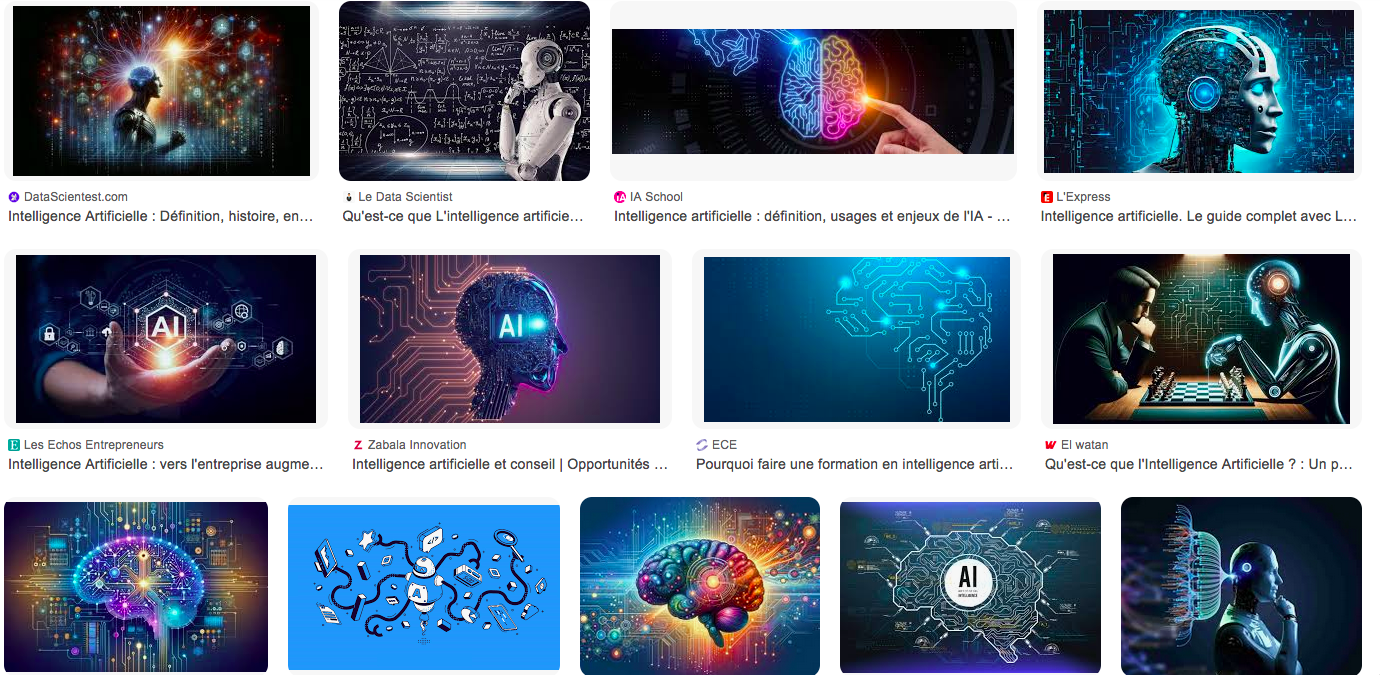 DataScientest.com
Intelligence Artificielle : Définition, histoire, en…
Le Data Scientist
Qu'est-ce que L'intelligence artificie…
IA School
Intelligence artificielle : définition, usages et enjeux de l'IA - …
L'Express
Intelligence artificielle. Le guide complet avec L…
AI
AI
Les Echos Entrepreneurs
Intelligence Artificielle : vers l'entreprise augme…
Zabala Innovation
Intelligence artificielle et conseil | Opportunités …
ECE
Pourquoi faire une formation en intelligence arti…
El watan
Qu'est-ce que l'Intelligence Artificielle ? : Un p…
AI
AI